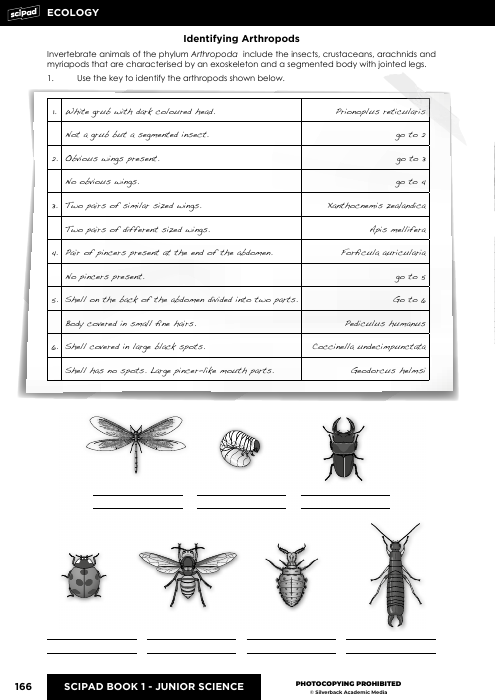 scipad ECOLOGY
Identifying Arthropods
Invertebrate animals of the phylum Arthropoda include the insects, crustaceans, arachnids and
myriapods that are characterised by an exoskeleton and a segmented body with jointed legs.
1. Use the key to identify the arthropods shown below.
1. White grub with dark coloured head. Prionoplus reticularis
Not a grub but a segmented insect. go to 2
2. Obvious wings present. go to 3
No obvious wings. go to 4
3. Two pairs of similar sized wings. Xanthocnemis zealandica
Two pairs of different sized wings. Apis mellifera
4. Pair of pincers present at the end of the abdomen. Forficula auricularia
No pincers present. go to 5
5. Shell on the back of the abdomen divided into two parts. Go to 6
Body covered in small fine hairs. Pediculus humanus
6. Shell covered in large black spots. Coccinella undecimpunctata
Shell has no spots. Large pincer-like mouth parts. Geodorcus helmsi
166 SCIPAD BOOK 1 - JUNIOR SCIENCE PHOTOCOPYING PROHIBITED
© Silverback Academic Media